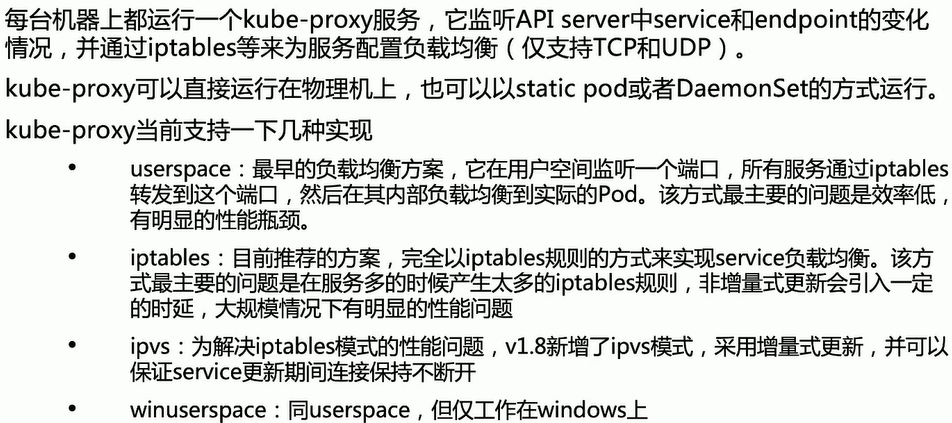 每台机器上都运行一个kube-proxy服务，它监听API server中service和endpoint的变化
情况，并通过iptables等来为服务配置负载均衡（仅支持TCP和UDP）。
kube-proxy可以直接运行在物理机上，也可以以static pod或者DaemonSet的方式运行。
kube-proxy当前支持一下几种实现
• userspace：最早的负载均衡方案，它在用户空间监听一个端口，所有服务通过iptables
转发到这个端口，然后在其内部负载均衡到实际的Pod。该方式最主要的问题是效率低，
有明显的性能瓶颈。
• iptables：目前推荐的方案，完全以iptables规则的方式来实现service负载均衡。该方
式最主要的问题是在服务多的时候产生太多的iptables规则，非增量式更新会引入一定
的时延，大规模情况下有明显的性能问题
• ipvs：为解决iptables模式的性能问题，v1.8新增了ipvs模式，采用增量式更新，并可以
保证service更新期间连接保持不断开
• winuserspace：同userspace，但仅工作在windows上